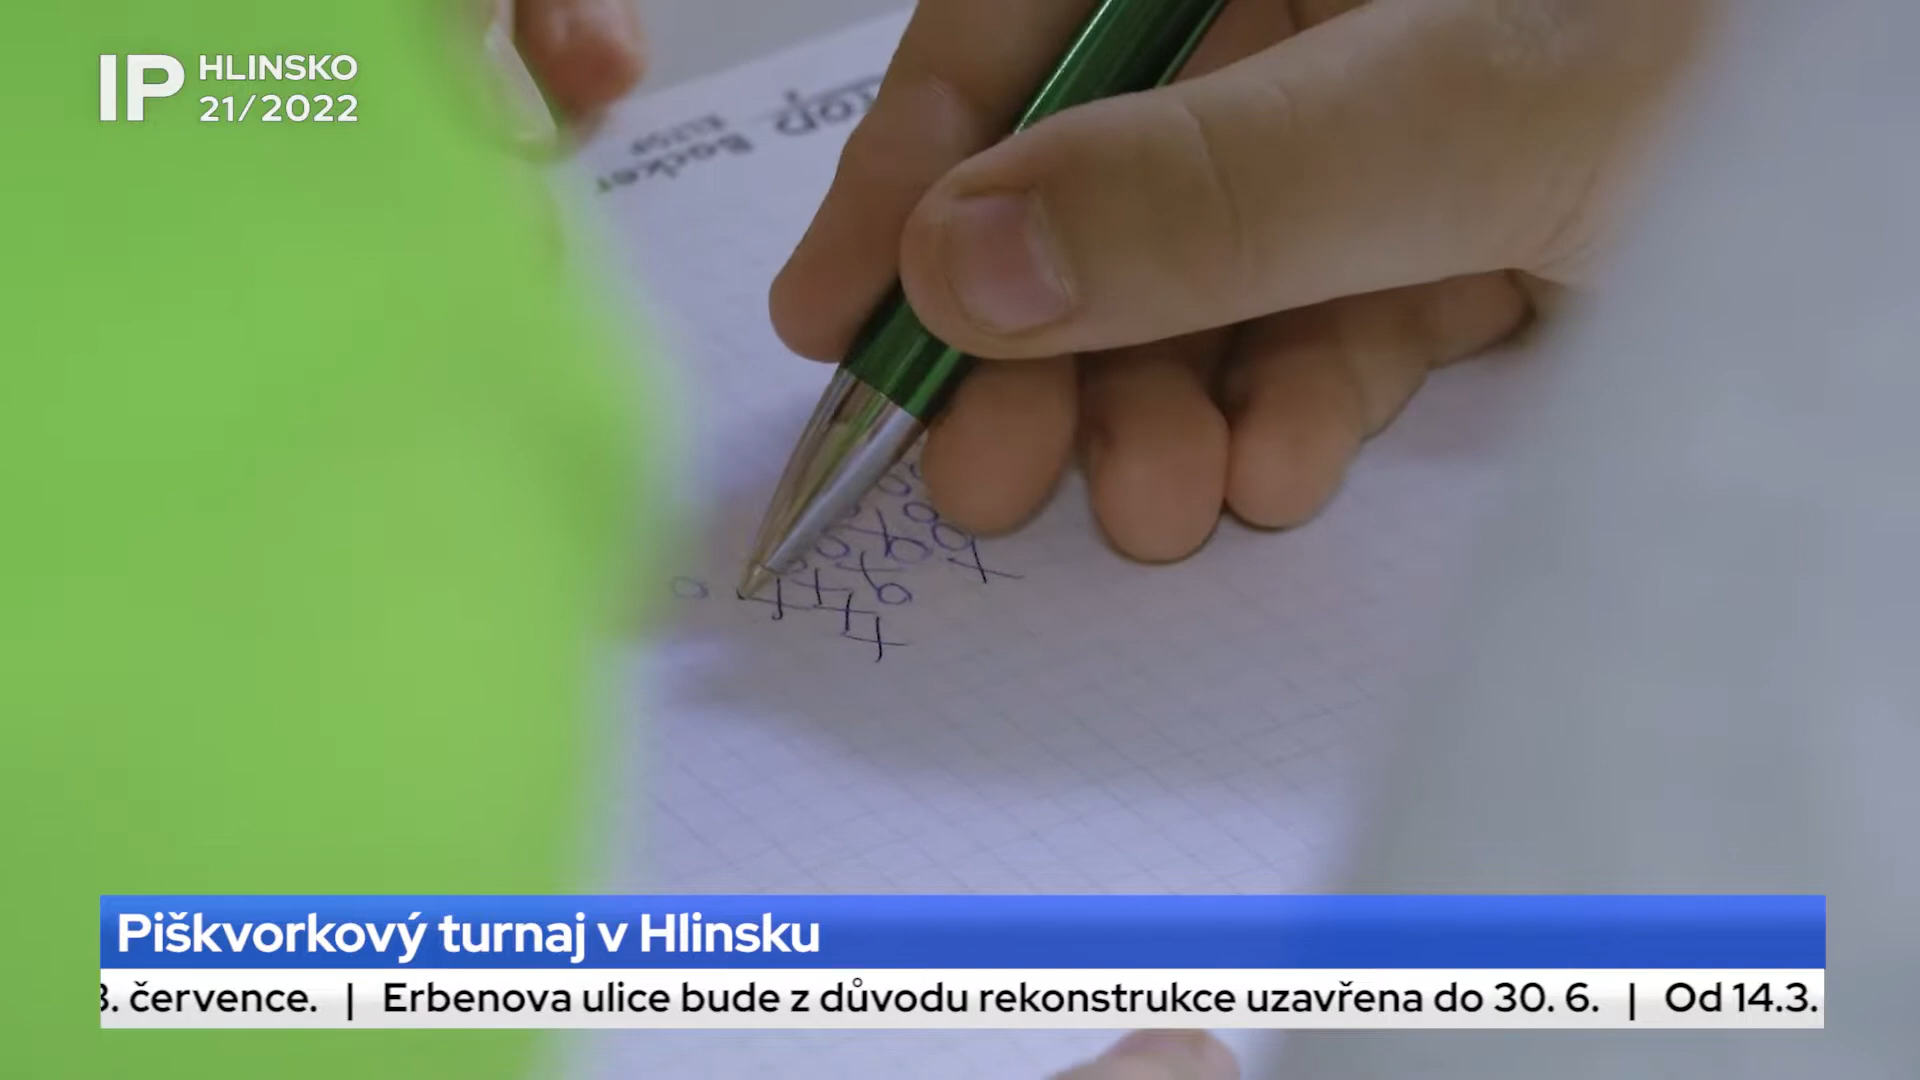 IP HLINSKO
21/2022
Piškvorkový turnaj v Hlinsku
3. července. | Erbenova ulice bude z důvodu rekonstrukce uzavřena do 30. 6. | Od 14.3.